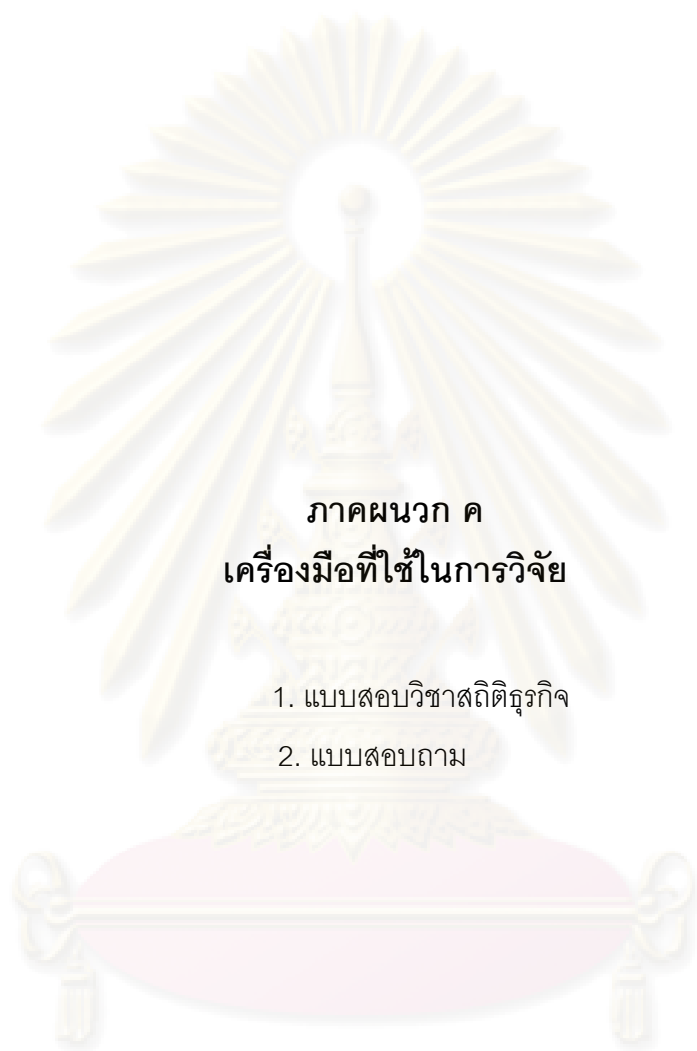 ภาคผนวก ค
เครื่องมือที่ใช้ในการวิจัย
1. แบบสอบวิชาสถิติธุรกิจ
2. แบบสอบถาม